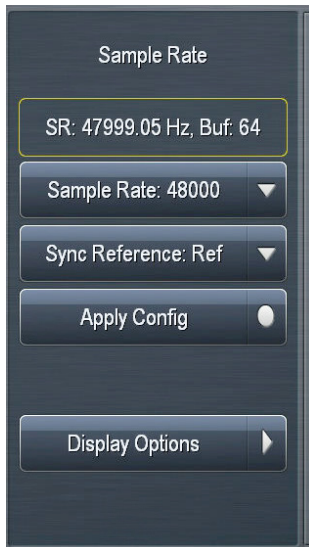 Sample Rate
SR: 47999.05 Hz, Buf: 64
Sample Rate: 48000
Sync Reference: Ref
Apply Config
Display Options